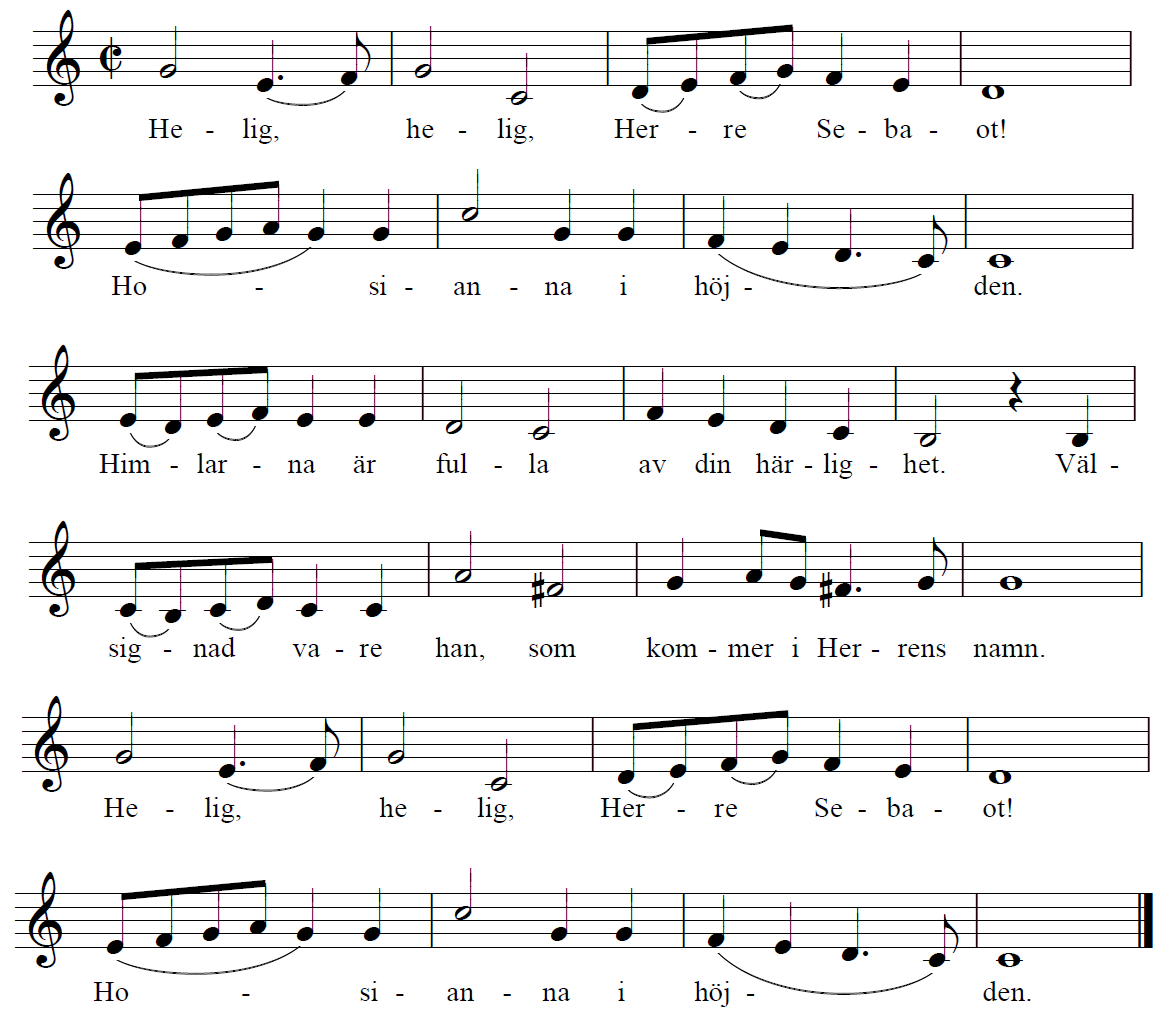 He - lig, he - lig, Her - re Se - ba - ot!
Ho - si - an - na i höj - den.
Him - lar - na är ful - la av din här - lig - het. Väl -
sig - nad va - re han, som kom - mer i Her - rens namn.
He - lig, he - lig, Her - re Se - ba - ot!
Ho - si - an - na i höj - den.